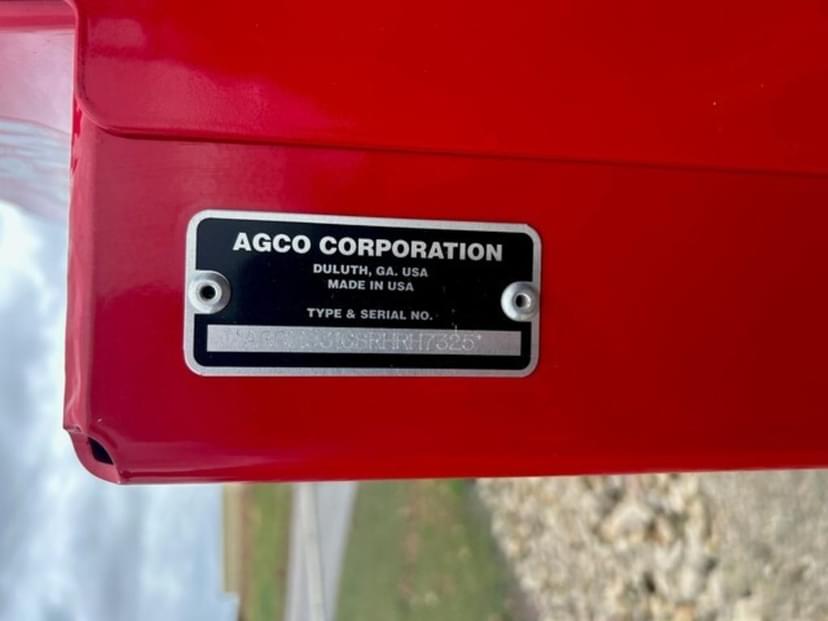 AGCO CORPORATION
DULUTH, GA. USA
MADE IN USA
TYPE & SERIAL NO.